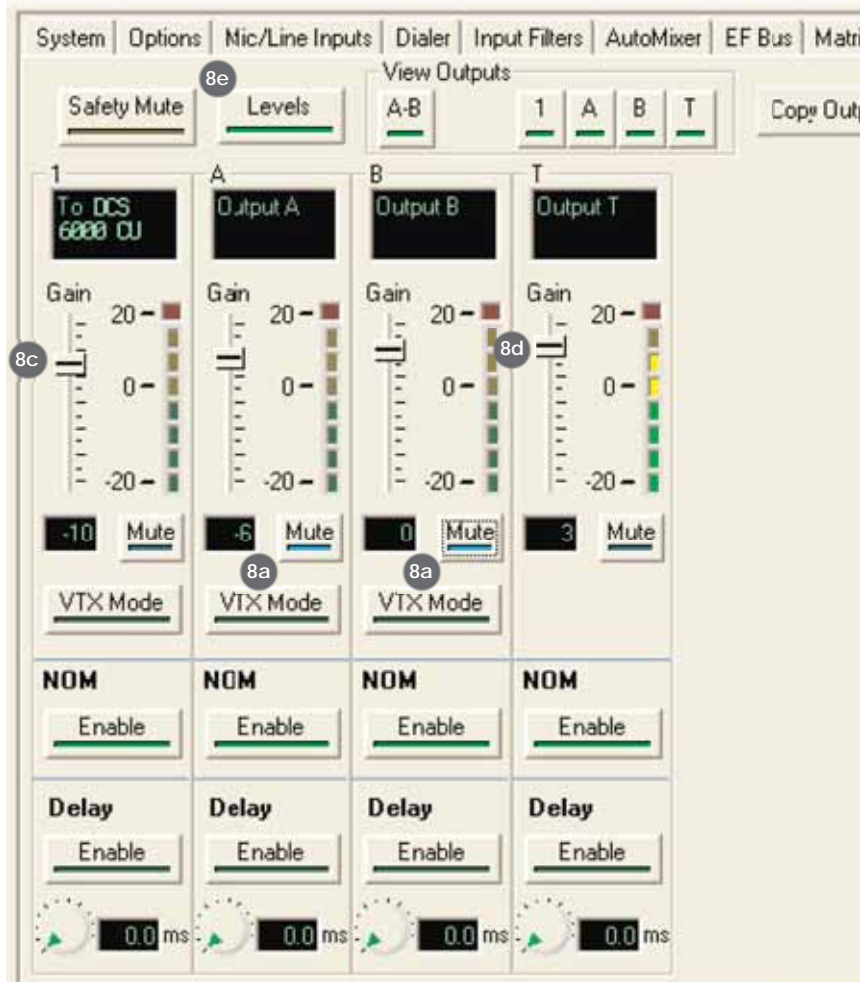 System Options Mic/Line Inputs Dialer Input Filters AutoMixer EF Bus Matri
8e View Outputs
Safety Mute Levels A-B 1 A B T Copy Outp
1 A B T
To DCS Output A Output B Output T
6000 CU
Gain Gain Gain Gain
20 20 20 20
8c 8d
0 0 0 0
-20 -20 -20 -20
-10 Mute -6 Mute 0 Mute 3 Mute
8a 8a
VTX Mode VTX Mode VTX Mode
NOM NOM NOM NOM
Enable Enable Enable Enable
Delay Delay Delay Delay
Enable Enable Enable Enable
0.0 ms 0.0 ms 0.0 ms 0.0 ms